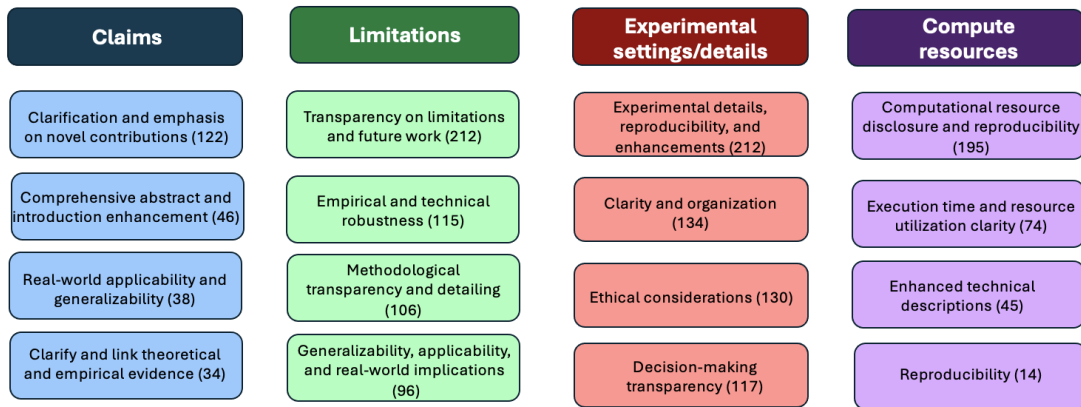 Claims
Clarification and emphasis
on novel contributions (122)
Comprehensive abstract and
introduction enhancement (46)
Real-world applicability and
generalizability (38)
Clarify and link theoretical
and empirical evidence (34)
Limitations
Transparency on limitations
and future work (212)
Empirical and technical
robustness (115)
Methodological
transparency and detailing
(106)
Generalizability, applicability,
and real-world implications
(96)
Experimental
settings/details
Experimental details,
reproducibility, and
enhancements (212)
Clarity and organization
(134)
Ethical considerations (130)
Decision-making
transparency (117)
Compute
resources
Computational resource
disclosure and reproducibility
(195)
Execution time and resource
utilization clarity (74)
Enhanced technical
descriptions (45)
Reproducibility (14)